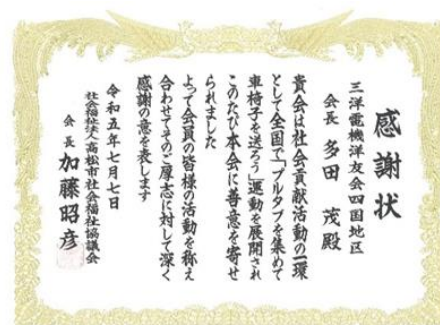 感謝状
三洋電機洋友会四国地区
会長 多田 茂殿
貴会は社会貢献活動の一環
として全国で「プルタブを集めて
車椅子を送ろう」運動を展開され
このたび本会に善意を寄せ
られました
よって会員の皆様の活動を称え
合わせてそのご厚志に対して深く
感謝の意を表します
令和五年七月七日
社会福祉法人高松市社会福祉協議会
会長 加藤昭彦